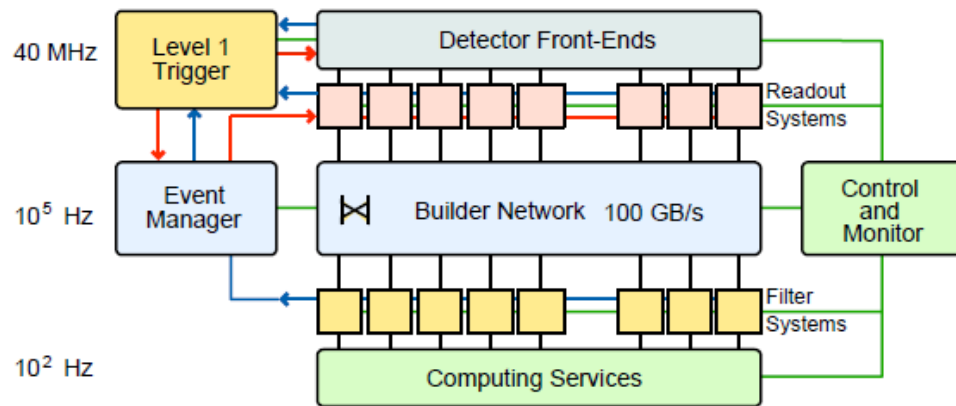 40 MHz
Level 1
Trigger
Detector Front-Ends
Readout
Systems
10⁵ Hz
Event
Manager
Builder Network 100 GB/s
Control
and
Monitor
Filter
Systems
10² Hz
Computing Services